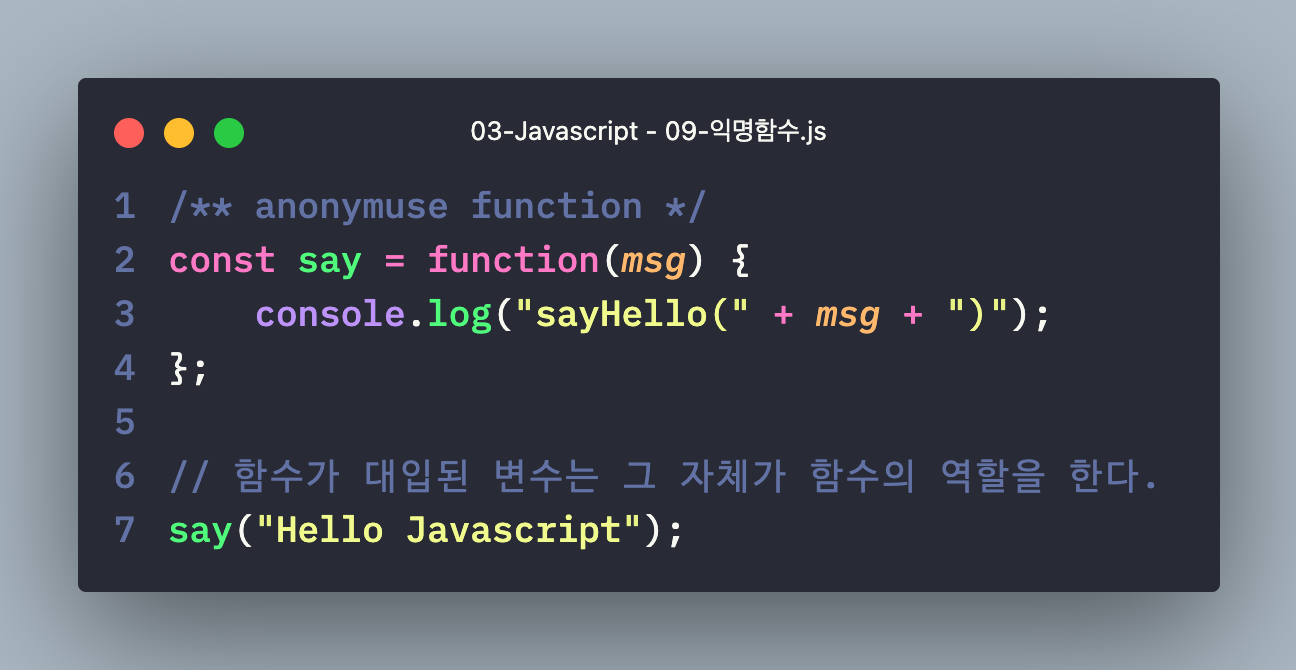 03-Javascript - 09-익명함수.js
1 /** anonymuse function */
2 const say = function(msg) {
3     console.log("sayHello(" + msg + ")");
4 };
5
6 // 함수가 대입된 변수는 그 자체가 함수의 역할을 한다.
7 say("Hello Javascript");